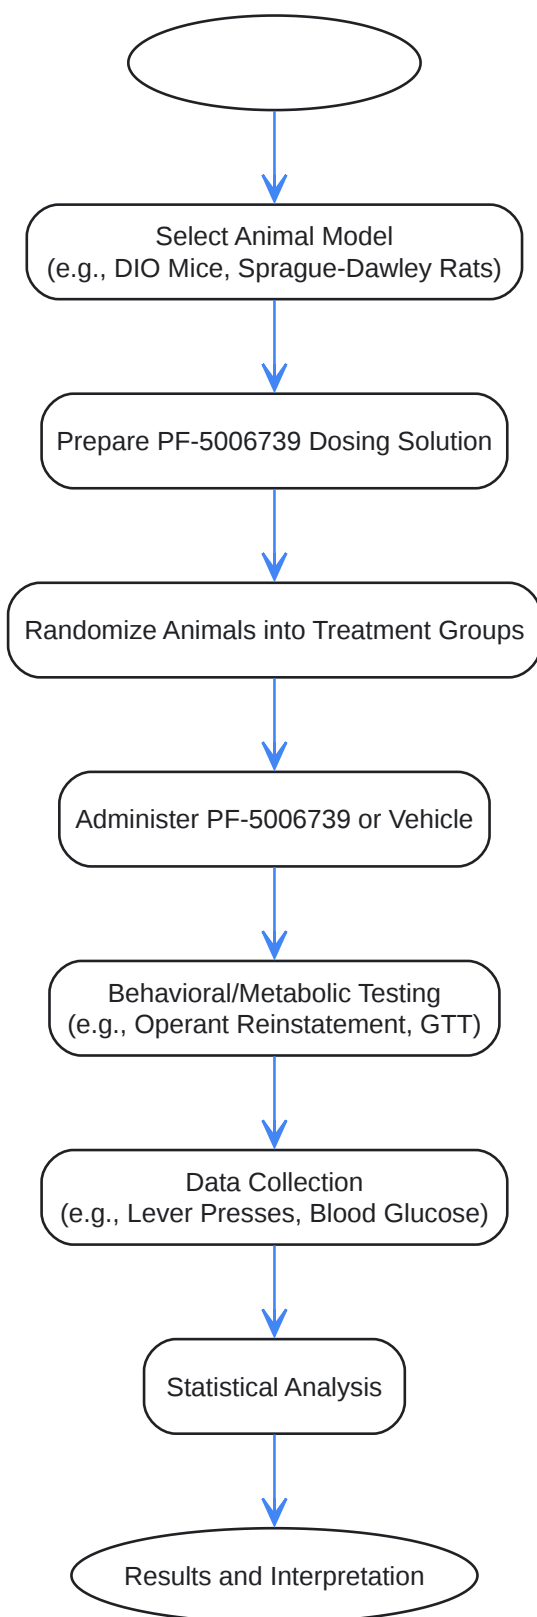 Select Animal Model
(e.g., DIO Mice, Sprague-Dawley Rats)
Prepare PF-5006739 Dosing Solution
Randomize Animals into Treatment Groups
Administer PF-5006739 or Vehicle
Behavioral/Metabolic Testing
(e.g., Operant Reinstatement, GTT)
Data Collection
(e.g., Lever Presses, Blood Glucose)
Statistical Analysis
Results and Interpretation